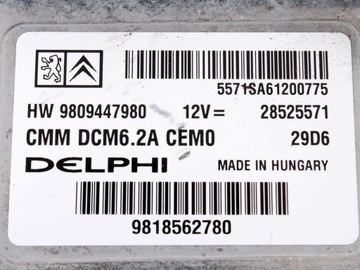 5571SA61200775
HW 9809447980 12V= 28525571
CMM DCM6.2A CEM0 29D6
DELPHI MADE IN HUNGARY
9818562780